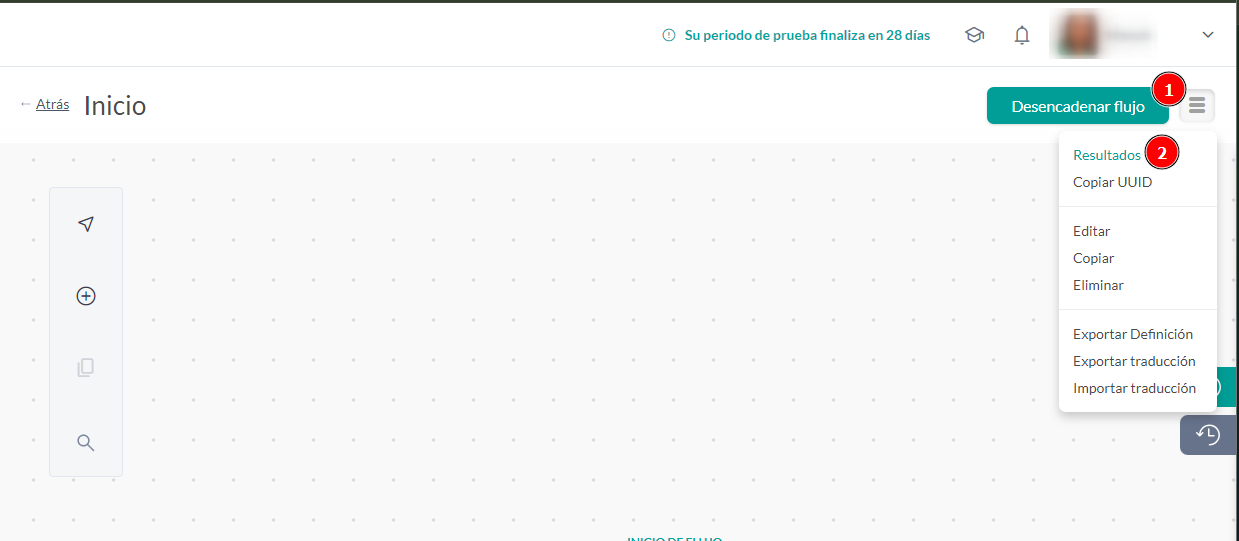 Su periodo de prueba finaliza en 28 días
← Atrás Inicio
Desencadenar flujo
1
Resultados
2
Copiar UUID
Editar
Copiar
Eliminar
Exportar Definición
Exportar traducción
Importar traducción
INICIO DE FLUJO